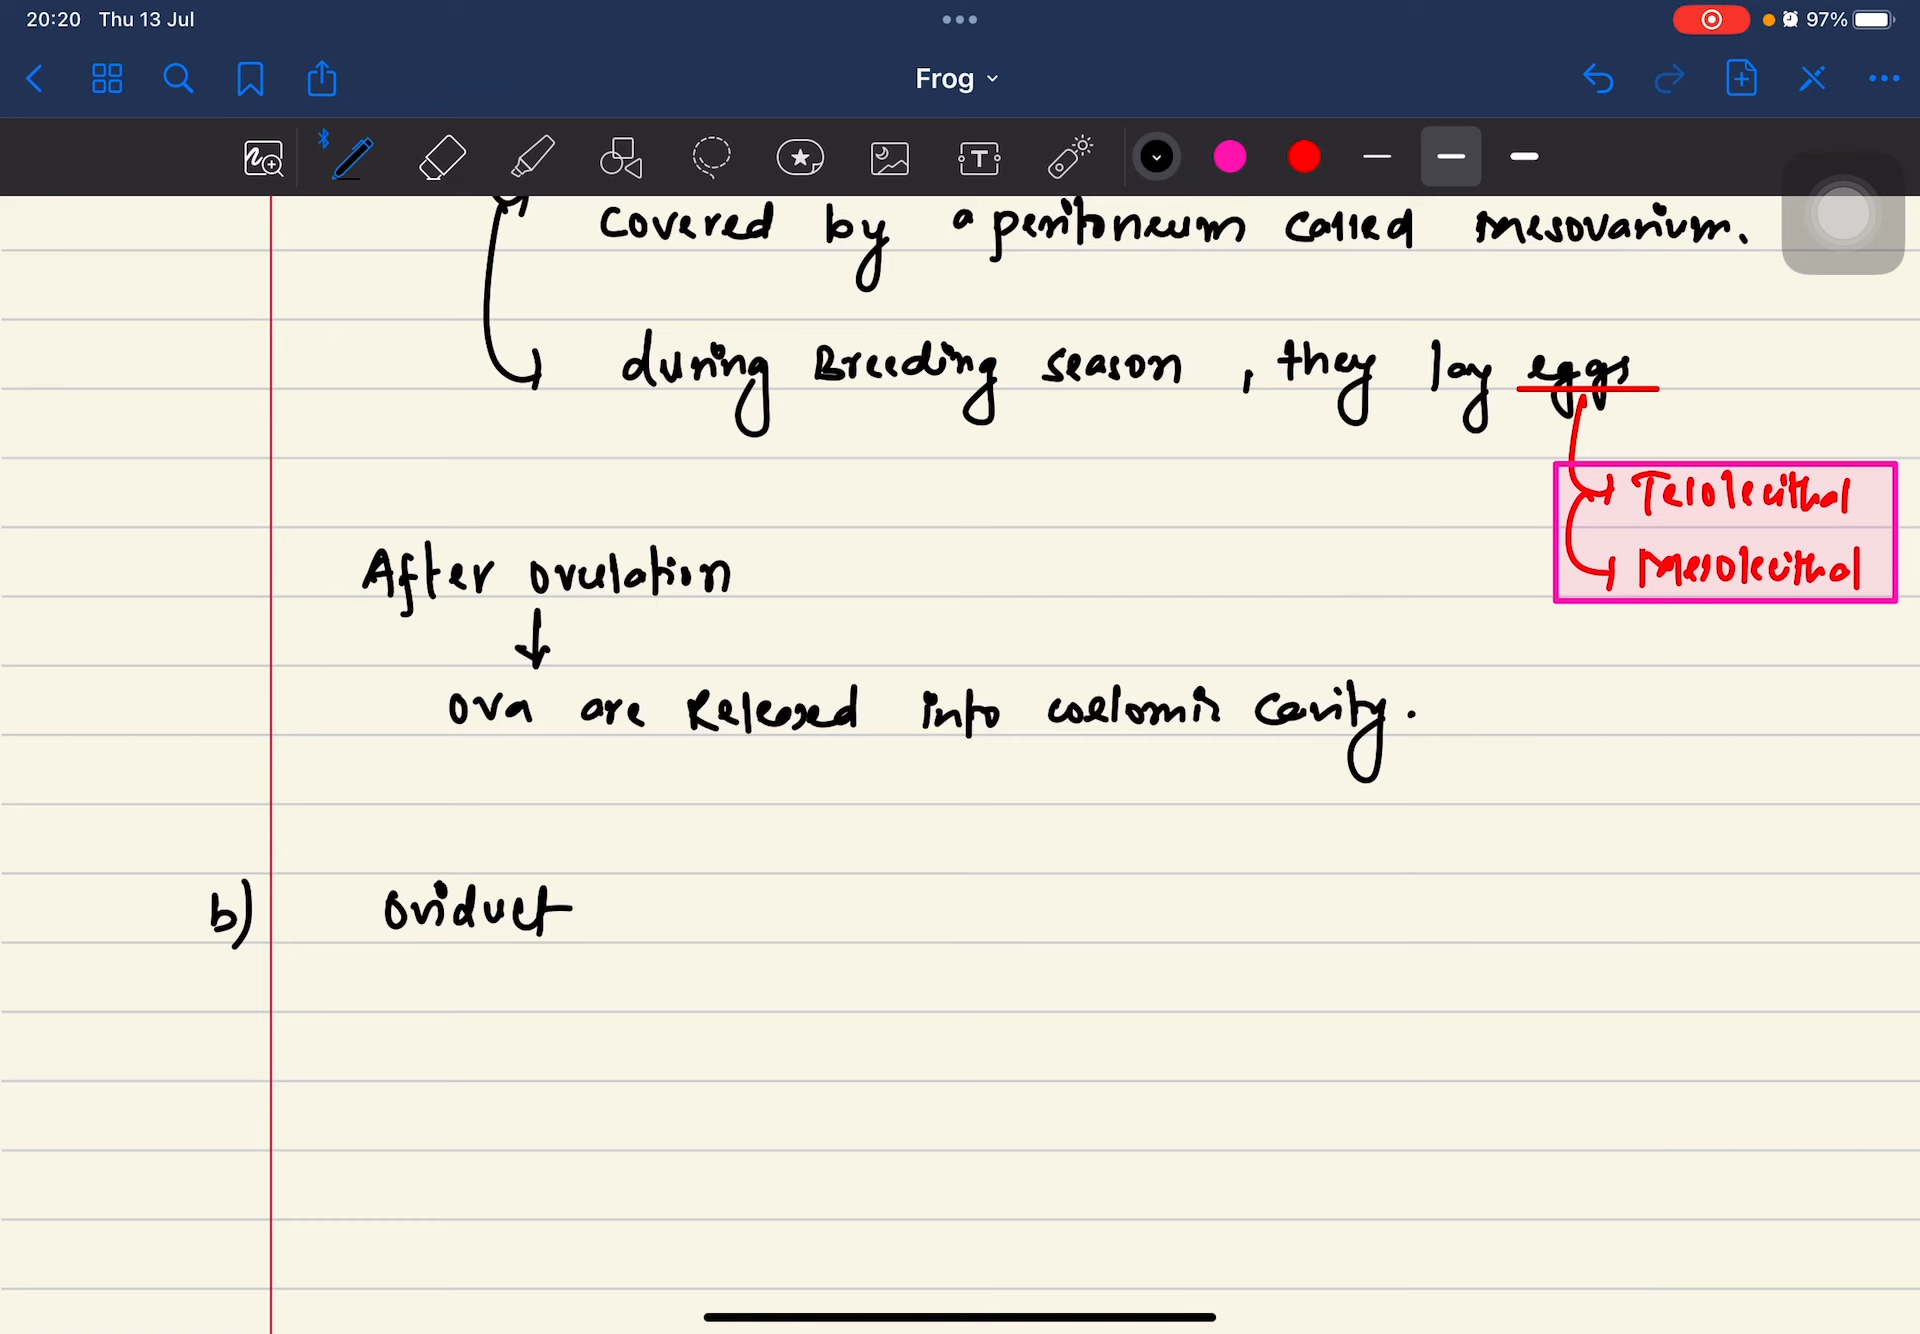 20:20 Thu 13 Jul 97%
Frog
T
Covered by a peritoneum called mesovarium.
during Breeding season, they lay eggs
Telolecithal
After ovulation
Mesolecithal
ova are Released into coelomic cavity.
b) Oviduct